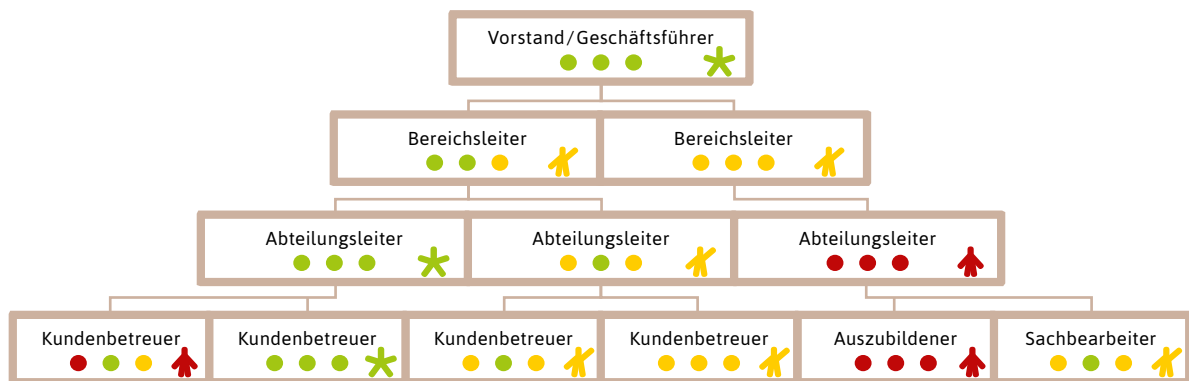 Vorstand/Geschäftsführer
Bereichsleiter
Bereichsleiter
Abteilungsleiter
Abteilungsleiter
Abteilungsleiter
Kundenbetreuer
Kundenbetreuer
Kundenbetreuer
Kundenbetreuer
Auszubildener
Sachbearbeiter